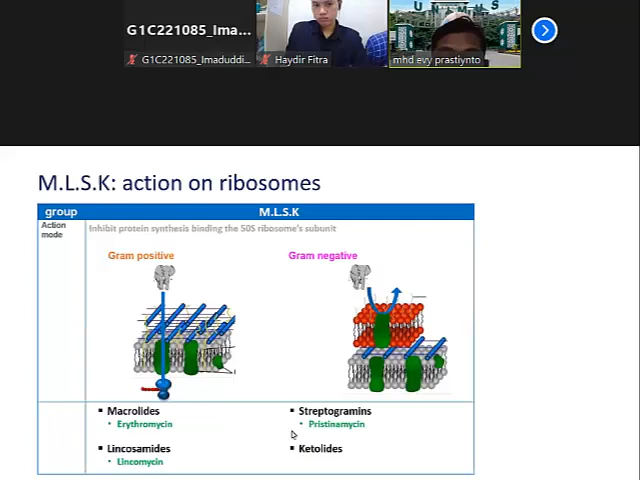 G1C221085_Ima...
G1C221085_Imaduddi...
Haydir Fitra
UNIMUS
mhd evy prastiynto
M.L.S.K: action on ribosomes
group
M.L.S.K
Action mode
Inhibit protein synthesis binding the 50S ribosome's subunit
Gram positive
Gram negative
▪ Macrolides
• Erythromycin
▪ Streptogramins
• Pristinamycin
▪ Lincosamides
• Lincomycin
▪ Ketolides